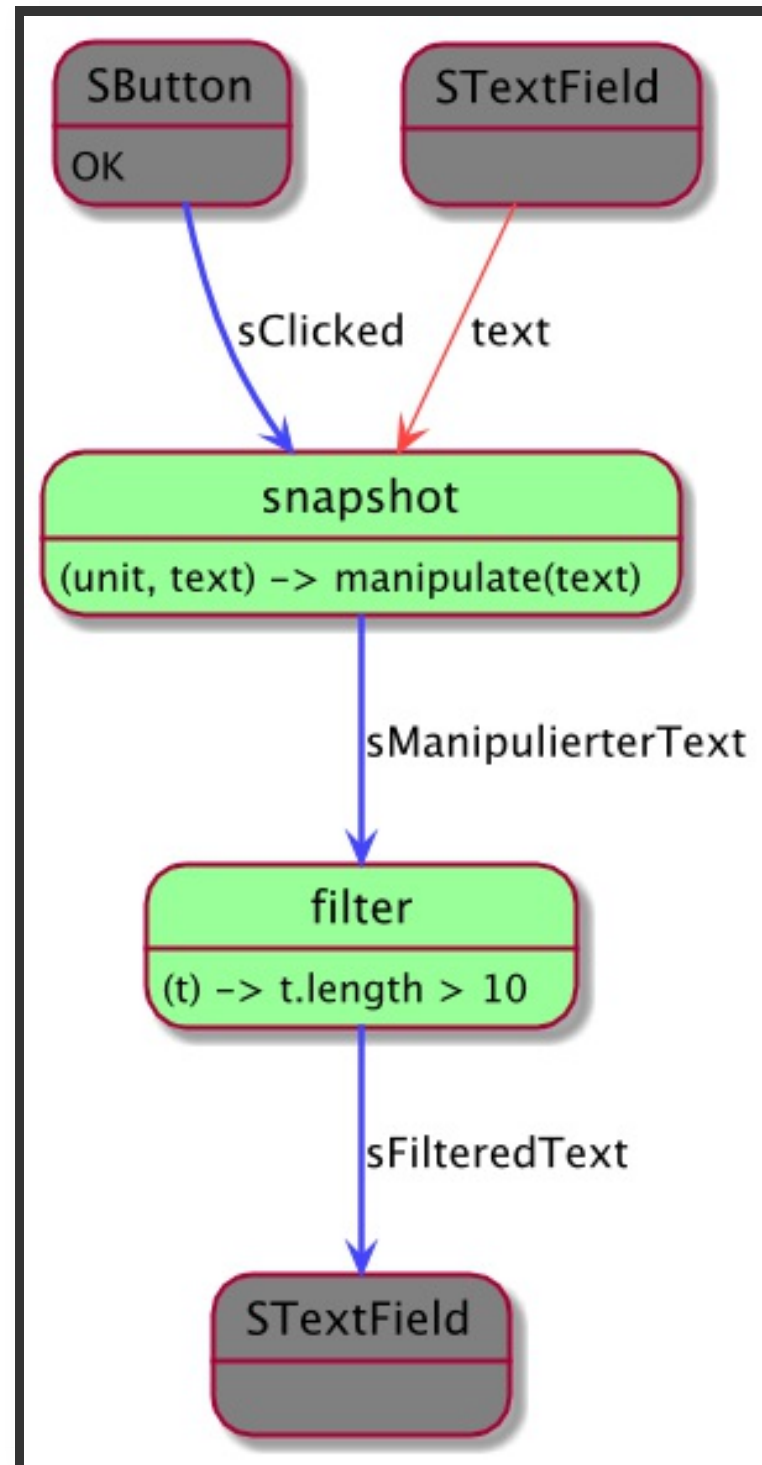 SButton
OK
STextField
sClicked
text
snapshot
(unit, text) -> manipulate(text)
sManipulierterText
filter
(t) -> t.length > 10
sFilteredText
STextField